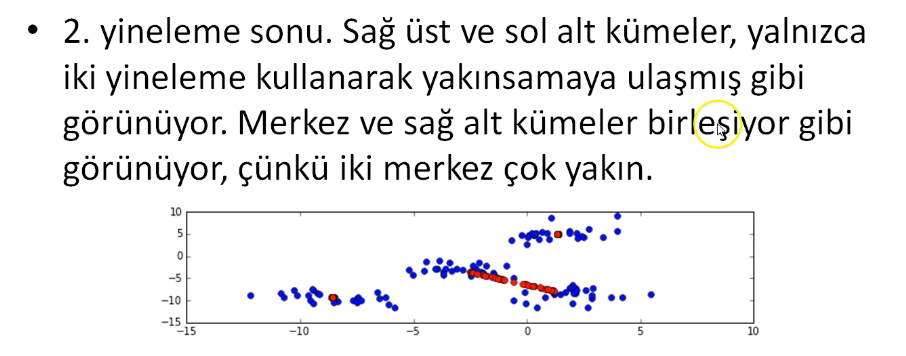 • 2. yineleme sonu. Sağ üst ve sol alt kümeler, yalnızca
iki yineleme kullanarak yakınsamaya ulaşmış gibi
görünüyor. Merkez ve sağ alt kümeler birleşiyor gibi
görünüyor, çünkü iki merkez çok yakın.
10
5
0
−5
−10
−15
−15 −10 −5 0 5 10